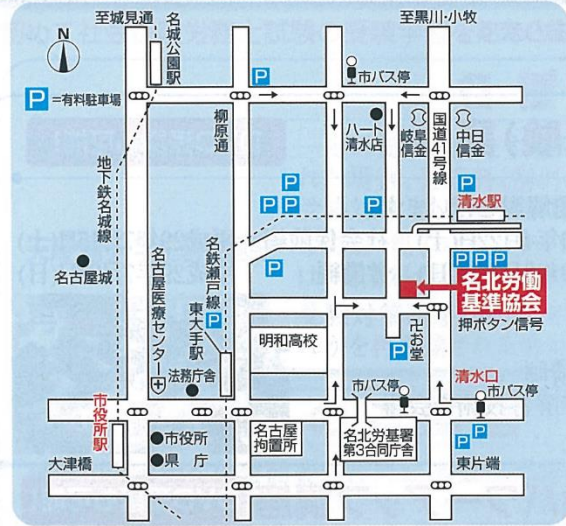 至城見通
至黒川・小牧
N
名城公園駅
P
市バス停
P=有料駐車場
柳原通
ハート
清水店
岐阜信金
国道41号線
中日信金
P
地下鉄名城線
P
P P
P
清水駅
名古屋城
名鉄瀬戸線
P
P P P
名古屋医療センター
東大手駅
P
名北労働
基準協会
押ボタン信号
卍お堂
明和高校
P
法務庁舎
市バス停
清水口
市バス停
市役所駅
市役所
県庁
名古屋
拘置所
名北労基署
第3合同庁舎
P
P
大津橋
東片端